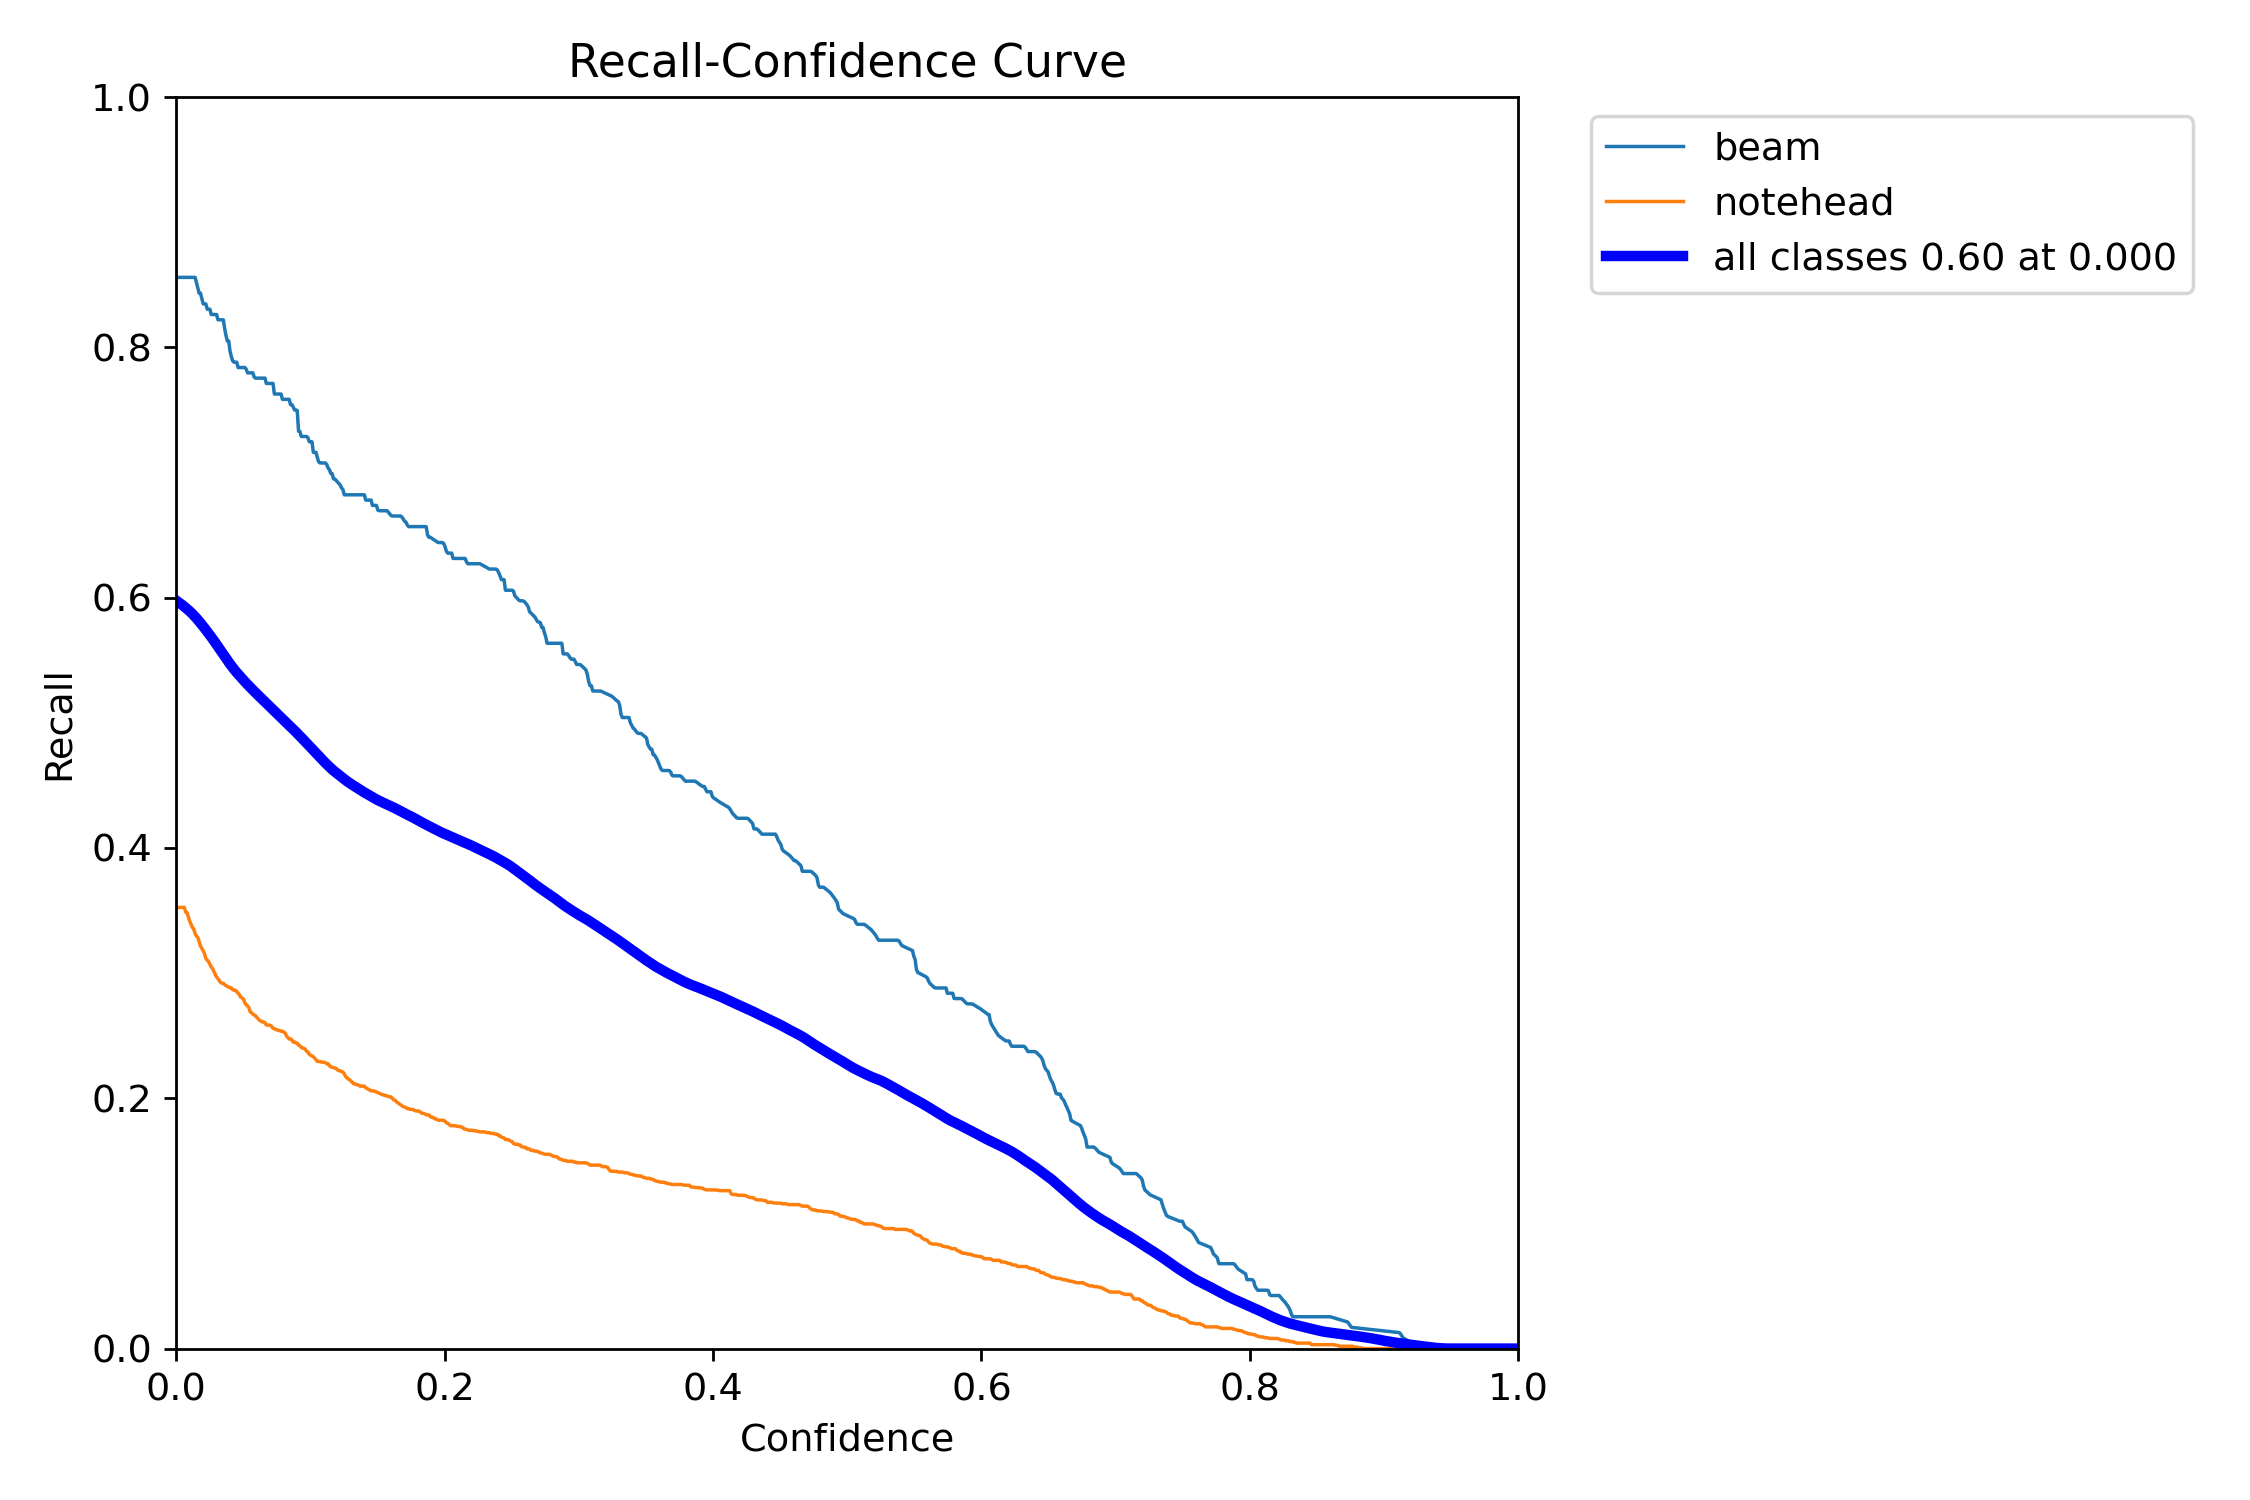 Recall-Confidence Curve
1.0
0.8
0.6
0.4
0.2
0.0
Recall
0.0 0.2 0.4 0.6 0.8 1.0
Confidence
beam
notehead
all classes 0.60 at 0.000